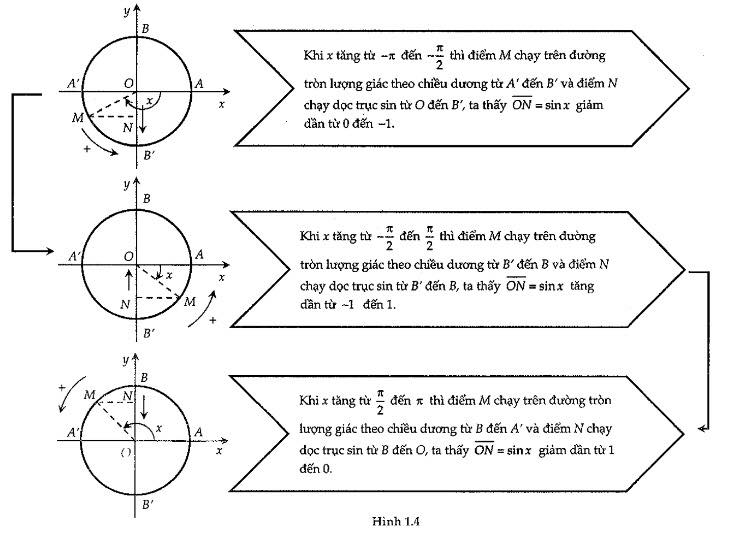 y
B
A'
O
A
x
x
M
N
B'
+
Khi x tăng từ −π đến −π/2 thì điểm M chạy trên đường
tròn lượng giác theo chiều dương từ A' đến B' và điểm N
chạy dọc trục sin từ O đến B', ta thấy \overline{ON} = sin x giảm
dần từ 0 đến −1.
y
B
A'
O
A
x
x
N
M
B'
+
Khi x tăng từ −π/2 đến π/2 thì điểm M chạy trên đường
tròn lượng giác theo chiều dương từ B' đến B và điểm N
chạy dọc trục sin từ B' đến B, ta thấy \overline{ON} = sin x tăng
dần từ −1 đến 1.
y
B
+
M
N
x
A'
O
A
x
B'
Khi x tăng từ π/2 đến π thì điểm M chạy trên đường tròn
lượng giác theo chiều dương từ B đến A' và điểm N chạy
dọc trục sin từ B đến O, ta thấy \overline{ON} = sin x giảm dần từ 1
đến 0.
Hình 1.4